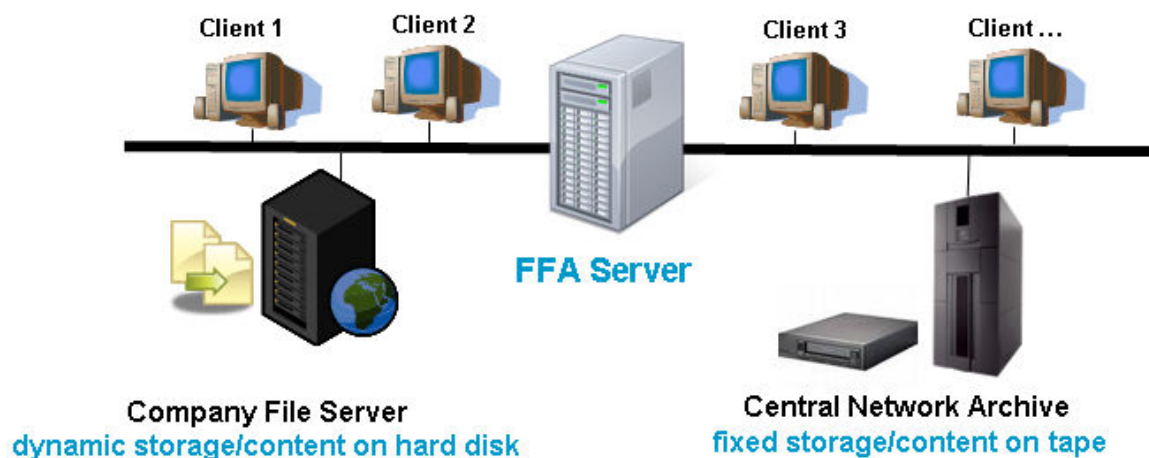 Client 1
Client 2
Client 3
Client ...
FFA Server
Company File Server
dynamic storage/content on hard disk
Central Network Archive
fixed storage/content on tape